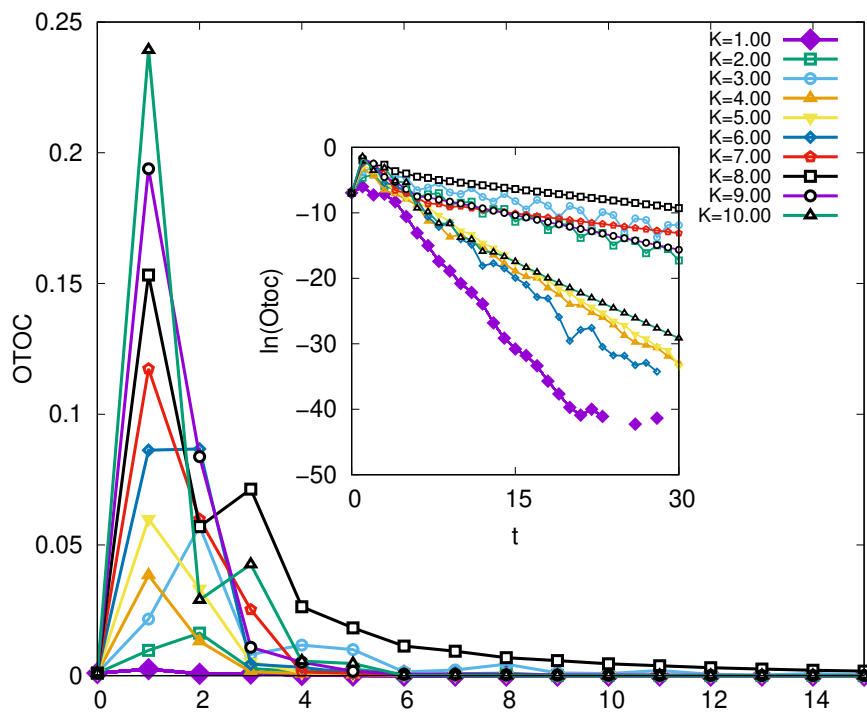 0.25
0.2
0.15
0.1
0.05
0
OTOC
0 2 4 6 8 10 12 14
K=1.00
K=2.00
K=3.00
K=4.00
K=5.00
K=6.00
K=7.00
K=8.00
K=9.00
K=10.00
0
−10
−20
−30
−40
−50
ln(Otoc)
0 15 30
t